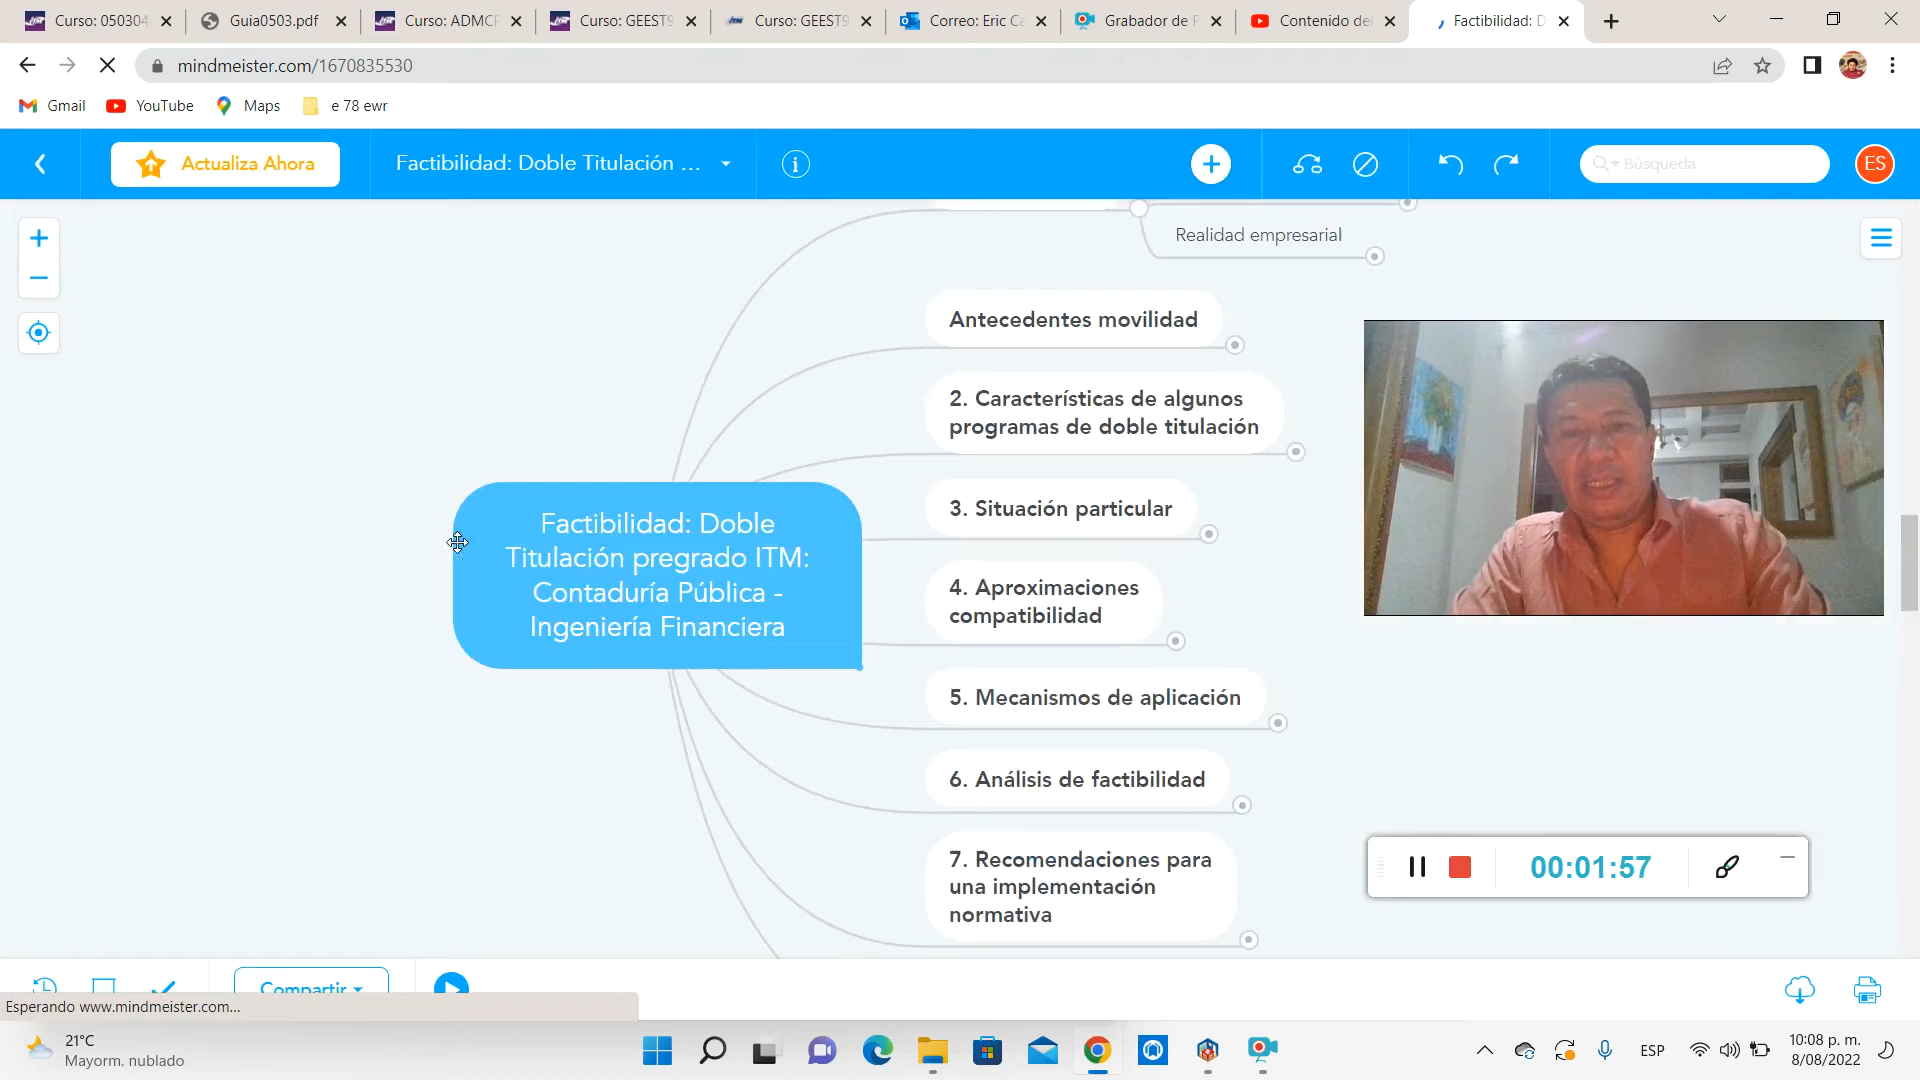 Curso: 050304
Guia0503.pdf
Curso: ADMCF
Curso: GEEST9
Curso: GEEST9
Correo: Eric Ca
Grabador de P
Contenido del
Factibilidad: D
mindmeister.com/1670835530
Gmail
YouTube
Maps
e 78 ewr
Actualiza Ahora
Factibilidad: Doble Titulación ...
Búsqueda
ES
Realidad empresarial
Antecedentes movilidad
2. Características de algunos
programas de doble titulación
3. Situación particular
4. Aproximaciones
compatibilidad
5. Mecanismos de aplicación
6. Análisis de factibilidad
7. Recomendaciones para
una implementación
normativa
Factibilidad: Doble
Titulación pregrado ITM:
Contaduría Pública -
Ingeniería Financiera
00:01:57
Compartir
Esperando www.mindmeister.com...
21°C
Mayorm. nublado
ESP
10:08 p. m.
8/08/2022